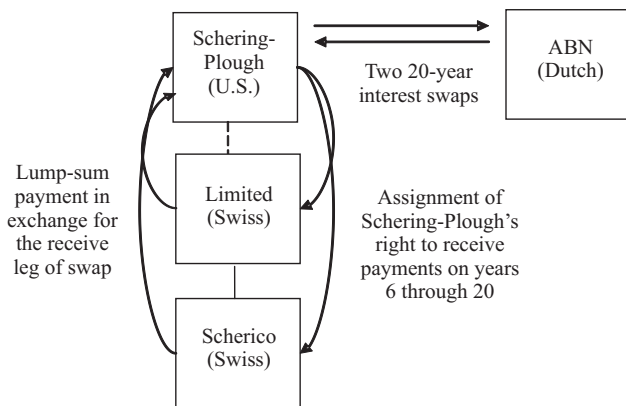 Schering-
Plough
(U.S.)
ABN
(Dutch)
Two 20-year
interest swaps
Lump-sum
payment in
exchange for
the receive
leg of swap
Limited
(Swiss)
Assignment of
Schering-Plough’s
right to receive
payments on years
6 through 20
Scherico
(Swiss)